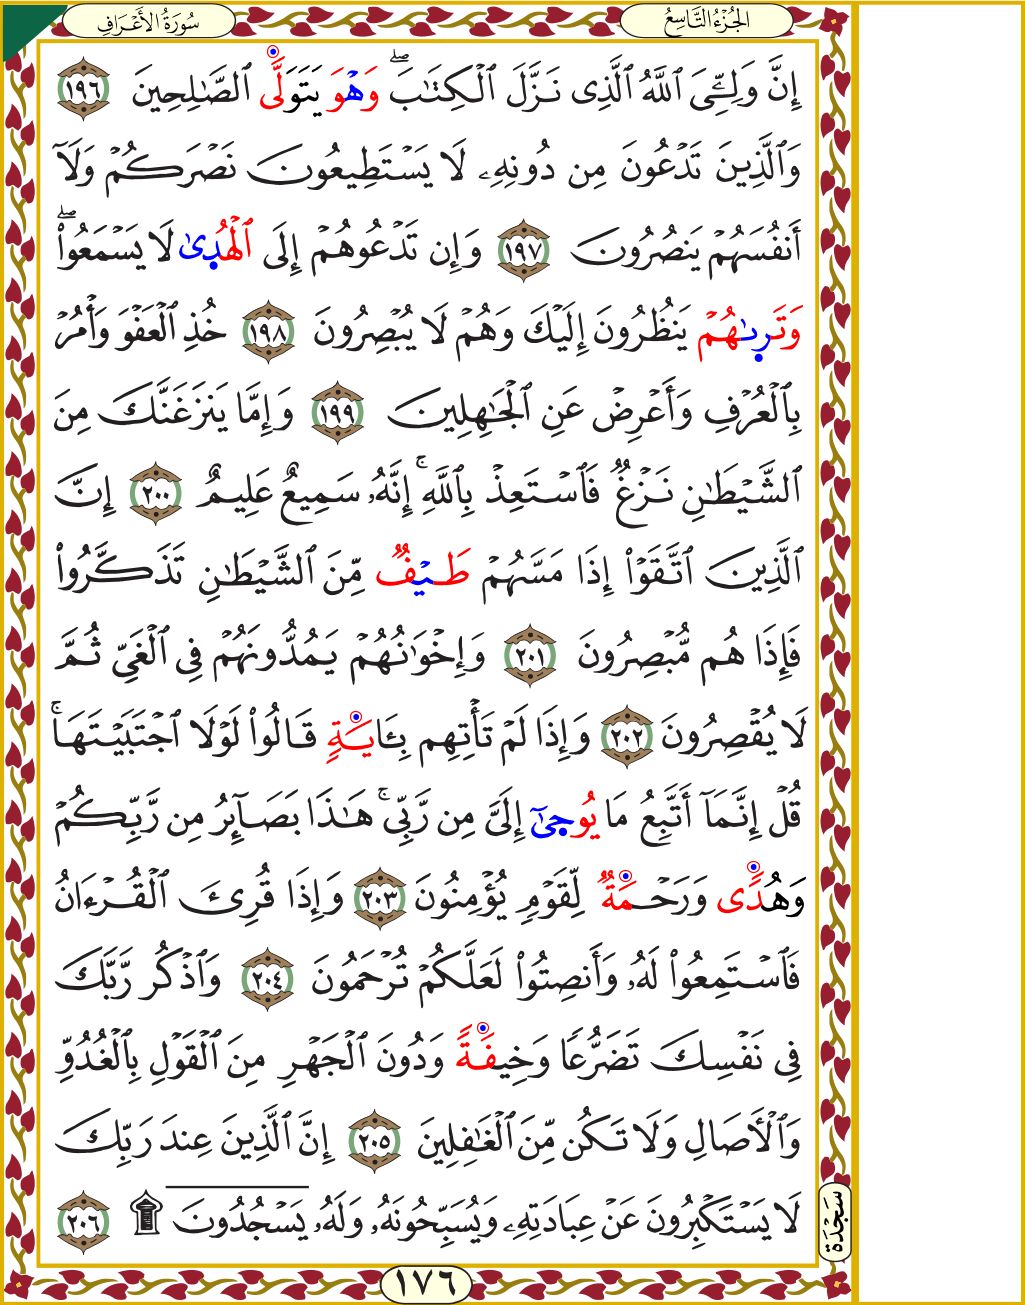 الجُزْءُ التَّاسِعُ
سُورَةُ الأَعْرَافِ
إِنَّ وَلِـِّۧيَ ٱللَّهُ ٱلَّذِى نَزَّلَ ٱلْكِتَٰبَ ۖ وَهْوَ يَتَوَلَّى ٱلصَّٰلِحِينَ ١٩٦
وَٱلَّذِينَ تَدْعُونَ مِن دُونِهِۦ لَا يَسْتَطِيعُونَ نَصْرَكُمْ وَلَآ
أَنفُسَهُمْ يَنصُرُونَ ١٩٧ وَإِن تَدْعُوهُمْ إِلَى ٱلْهُدِىٰ لَا يَسْمَعُوا۟ ۖ
وَتَرِىٰهُمْ يَنظُرُونَ إِلَيْكَ وَهُمْ لَا يُبْصِرُونَ ١٩٨ خُذِ ٱلْعَفْوَ وَأْمُرْ
بِٱلْعُرْفِ وَأَعْرِضْ عَنِ ٱلْجَٰهِلِينَ ١٩٩ وَإِمَّا يَنزَغَنَّكَ مِنَ
ٱلشَّيْطَٰنِ نَزْغٌ فَٱسْتَعِذْ بِٱللَّهِ ۚ إِنَّهُۥ سَمِيعٌ عَلِيمٌ ٢٠٠ إِنَّ
ٱلَّذِينَ ٱتَّقَوْا۟ إِذَا مَسَّهُمْ طَيْفٌ مِّنَ ٱلشَّيْطَٰنِ تَذَكَّرُوا۟
فَإِذَا هُم مُّبْصِرُونَ ٢٠١ وَإِخْوَٰنُهُمْ يَمُدُّونَهُمْ فِى ٱلْغَىِّ ثُمَّ
لَا يُقْصِرُونَ ٢٠٢ وَإِذَا لَمْ تَأْتِهِم بِـَٔايَةٍ قَالُوا۟ لَوْلَا ٱجْتَبَيْتَهَا ۚ
قُلْ إِنَّمَآ أَتَّبِعُ مَا يُوحِىٰٓ إِلَىَّ مِن رَّبِّى ۚ هَٰذَا بَصَآئِرُ مِن رَّبِّكُمْ
وَهُدًى وَرَحْمَةٌ لِّقَوْمٍ يُؤْمِنُونَ ٢٠٣ وَإِذَا قُرِئَ ٱلْقُرْءَانُ
فَٱسْتَمِعُوا۟ لَهُۥ وَأَنصِتُوا۟ لَعَلَّكُمْ تُرْحَمُونَ ٢٠٤ وَٱذْكُر رَّبَّكَ
فِى نَفْسِكَ تَضَرُّعًا وَخِيفَةً وَدُونَ ٱلْجَهْرِ مِنَ ٱلْقَوْلِ بِٱلْغُدُوِّ
وَٱلْأَصَالِ وَلَا تَكُن مِّنَ ٱلْغَٰفِلِينَ ٢٠٥ إِنَّ ٱلَّذِينَ عِندَ رَبِّكَ
لَا يَسْتَكْبِرُونَ عَنْ عِبَادَتِهِۦ وَيُسَبِّحُونَهُۥ وَلَهُۥ يَسْجُدُونَ ۩ ٢٠٦
سَجْدَة
١٧٦